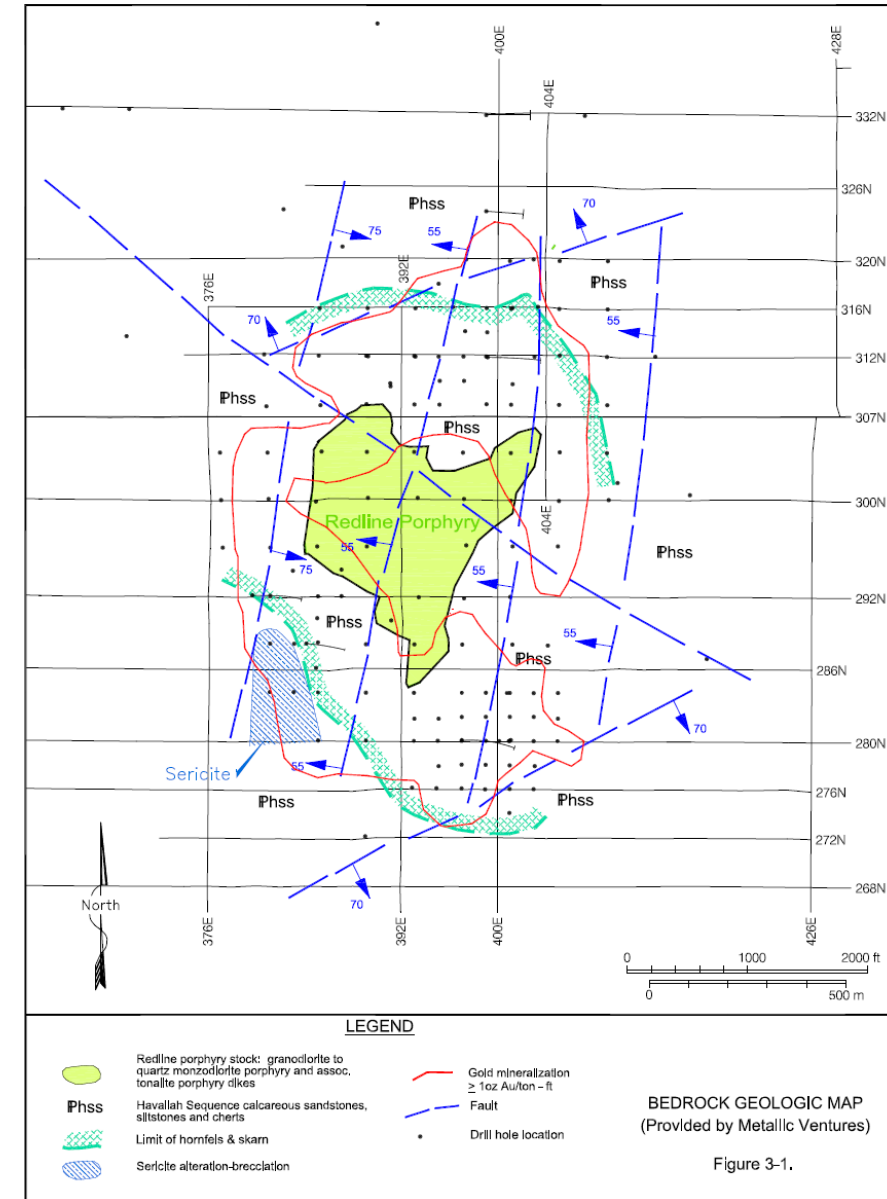 400E
428E
404E
332N
326N
Phss
70
75
55
320N
392E
Phss
376E
316N
70
55
312N
Phss
307N
Phss
300N
404E
Redline Porphyry
55
Phss
75
55
292N
Phss
55
Phss
286N
70
280N
Sericite
55
Phss
Phss
276N
272N
70
268N
North
376E
392E
400E
426E
0 1000 2000 ft
0 500 m
LEGEND
Redline porphyry stock: granodiorite to
quartz monzodiorite porphyry and assoc.
tonalite porphyry dikes
Phss Havallah Sequence calcareous sandstones,
siltstones and cherts
Limit of hornfels & skarn
Sericite alteration-brecciation
Gold mineralization
≥ 1oz Au/ton - ft
Fault
Drill hole location
BEDROCK GEOLOGIC MAP
(Provided by Metallic Ventures)
Figure 3-1.